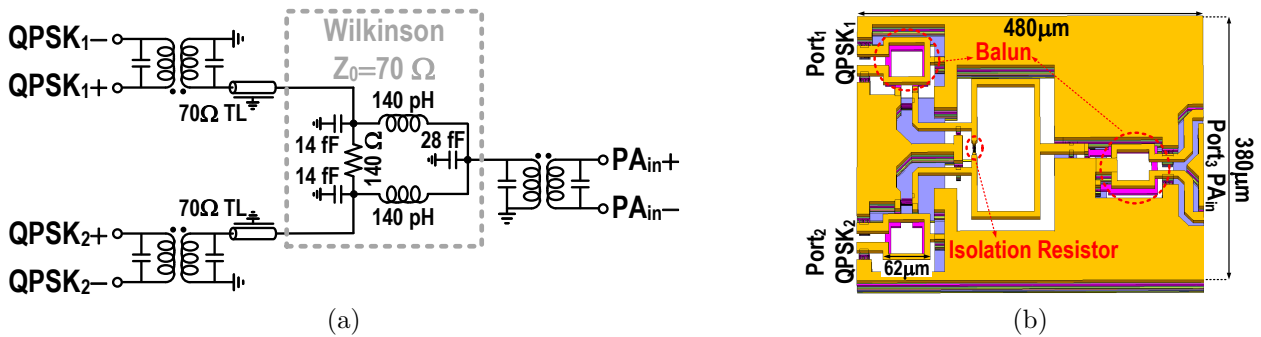 QPSK1−
QPSK1+
70Ω TL
Wilkinson
Z0=70 Ω
140 pH
14 fF
140 Ω
28 fF
14 fF
140 pH
PAin+
PAin−
70Ω TL
QPSK2+
QPSK2−
(a)
Port1
QPSK1
480µm
Balun
Port3 PAin
380µm
Port2
QPSK2
Isolation Resistor
62µm
(b)